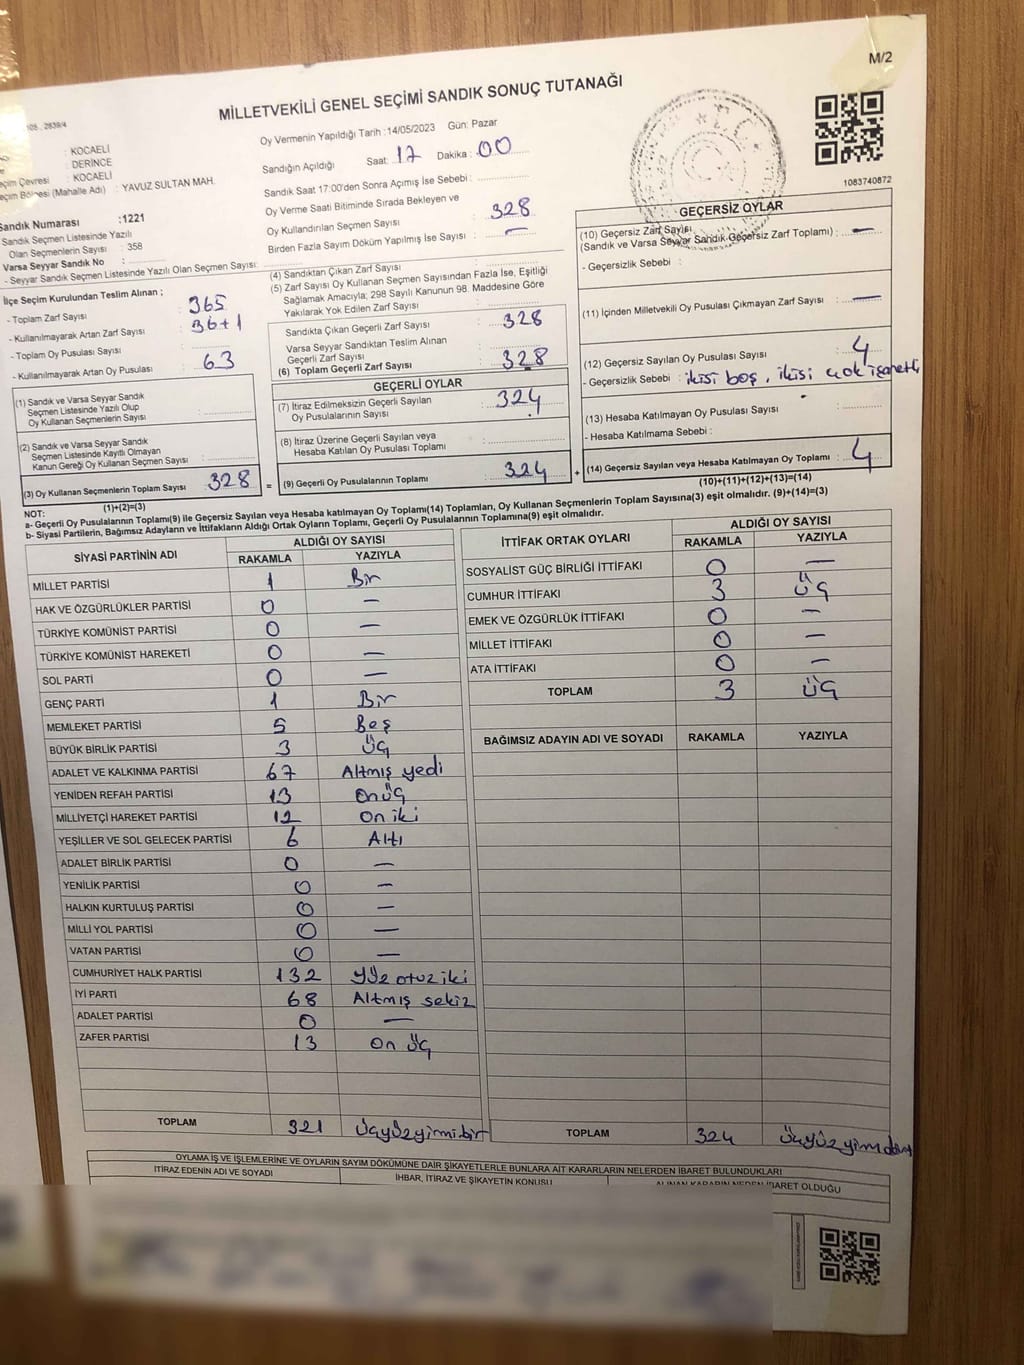 M/2
MİLLETVEKİLİ GENEL SEÇİMİ SANDIK SONUÇ TUTANAĞI
: KOCAELİ
: DERİNCE
: KOCAELİ
: YAVUZ SULTAN MAH.
Sandık Numarası :1221
Sandık Seçmen Listesinde Yazılı
Olan Seçmenlerin Sayısı : 358
Varsa Seyyar Sandık No :
- Seyyar Sandık Seçmen Listesinde Yazılı Olan Seçmen Sayısı:
İlçe Seçim Kurulundan Teslim Alınan ;
- Toplam Zarf Sayısı : 365
- Kullanılmayarak Artan Zarf Sayısı : 36+1
- Toplam Oy Pusulası Sayısı :
- Kullanılmayarak Artan Oy Pusulası : 63
(1) Sandık ve Varsa Seyyar Sandık
Seçmen Listesinde Yazılı Olup
Oy Kullanan Seçmenlerin Sayısı :
(2) Sandık ve Varsa Seyyar Sandık
Seçmen Listesinde Kayıtlı Olmayan
Kanun Gereği Oy Kullanan Seçmen Sayısı :
(3) Oy Kullanan Seçmenlerin Toplam Sayısı : 328
(1)+(2)=(3)
Oy Vermenin Yapıldığı Tarih :14/05/2023 Gün: Pazar
Sandığın Açıldığı Saat: 17 Dakika : 00
Sandık Saat 17:00'den Sonra Açımış İse Sebebi :
Oy Verme Saati Bitiminde Sırada Bekleyen ve
Oy Kullandırılan Seçmen Sayısı : 328
Birden Fazla Sayım Döküm Yapılmış İse Sayısı : —
(4) Sandıktan Çıkan Zarf Sayısı :
(5) Zarf Sayısı Oy Kullanan Seçmen Sayısından Fazla İse, Eşitliği
Sağlamak Amacıyla; 298 Sayılı Kanunun 98. Maddesine Göre
Yakılarak Yok Edilen Zarf Sayısı :
Sandıkta Çıkan Geçerli Zarf Sayısı : 328
Varsa Seyyar Sandıktan Teslim Alınan
Geçerli Zarf Sayısı :
(6) Toplam Geçerli Zarf Sayısı : 328
GEÇERLİ OYLAR
(7) İtiraz Edilmeksizin Geçerli Sayılan
Oy Pusulalarının Sayısı : 324
(8) İtiraz Üzerine Geçerli Sayılan veya
Hesaba Katılan Oy Pusulası Toplamı :
= (9) Geçerli Oy Pusulalarının Toplamı : 324 +
1083740872
GEÇERSİZ OYLAR
(10) Geçersiz Zarf Sayısı
(Sandık ve Varsa Seyyar Sandık Geçersiz Zarf Toplamı) : —
- Geçersizlik Sebebi :
(11) İçinden Milletvekili Oy Pusulası Çıkmayan Zarf Sayısı : —
(12) Geçersiz Sayılan Oy Pusulası Sayısı : 4
- Geçersizlik Sebebi : ikisi boş, ikisi çok işaretli
(13) Hesaba Katılmayan Oy Pusulası Sayısı :
- Hesaba Katılmama Sebebi :
(14) Geçersiz Sayılan veya Hesaba Katılmayan Oy Toplamı : 4
(10)+(11)+(12)+(13)=(14)
NOT:
a- Geçerli Oy Pusulalarının Toplamı(9) ile Geçersiz Sayılan veya Hesaba Katılmayan Oy Toplamı(14) Toplamları, Oy Kullanan Seçmenlerin Toplam Sayısına(3) eşit olmalıdır. (9)+(14)=(3)
b- Siyasi Partilerin, Bağımsız Adayların ve İttifakların Aldığı Ortak Oyların Toplamı, Geçerli Oy Pusulalarının Toplamına(9) eşit olmalıdır.
SİYASİ PARTİNİN ADI ALDIĞI OY SAYISI
RAKAMLA YAZIYLA
MİLLET PARTİSİ 1 Bir
HAK VE ÖZGÜRLÜKLER PARTİSİ 0 —
TÜRKİYE KOMÜNİST PARTİSİ 0 —
TÜRKİYE KOMÜNİST HAREKETİ 0 —
SOL PARTİ 0 —
GENÇ PARTİ 1 Bir
MEMLEKET PARTİSİ 5 Beş
BÜYÜK BİRLİK PARTİSİ 3 Üç
ADALET VE KALKINMA PARTİSİ 67 Altmış yedi
YENİDEN REFAH PARTİSİ 13 Onüç
MİLLİYETÇİ HAREKET PARTİSİ 12 On iki
YEŞİLLER VE SOL GELECEK PARTİSİ 6 Altı
ADALET BİRLİK PARTİSİ 0 —
YENİLİK PARTİSİ 0 —
HALKIN KURTULUŞ PARTİSİ 0 —
MİLLİ YOL PARTİSİ 0 —
VATAN PARTİSİ 0 —
CUMHURİYET HALK PARTİSİ 132 Yüz otuz iki
İYİ PARTİ 68 Altmış sekiz
ADALET PARTİSİ 0 —
ZAFER PARTİSİ 13 On üç
TOPLAM 321 Üçyüzyirmibir
İTTİFAK ORTAK OYLARI ALDIĞI OY SAYISI
RAKAMLA YAZIYLA
SOSYALİST GÜÇ BİRLİĞİ İTTİFAKI 0 —
CUMHUR İTTİFAKI 3 Üç
EMEK VE ÖZGÜRLÜK İTTİFAKI 0 —
MİLLET İTTİFAKI 0 —
ATA İTTİFAKI 0 —
TOPLAM 3 Üç
BAĞIMSIZ ADAYIN ADI VE SOYADI RAKAMLA YAZIYLA
TOPLAM 324 Üçyüzyirmidört
OYLAMA İŞ VE İŞLEMLERİNE VE OYLARIN SAYIM DÖKÜMÜNE DAİR ŞİKAYETLERLE BUNLARA AİT KARARLARIN NELERDEN İBARET BULUNDUKLARI
İTİRAZ EDENİN ADI VE SOYADI İHBAR, İTİRAZ VE ŞİKAYETİN KONUSU ALINAN KARARIN NEDEN İBARET OLDUĞU